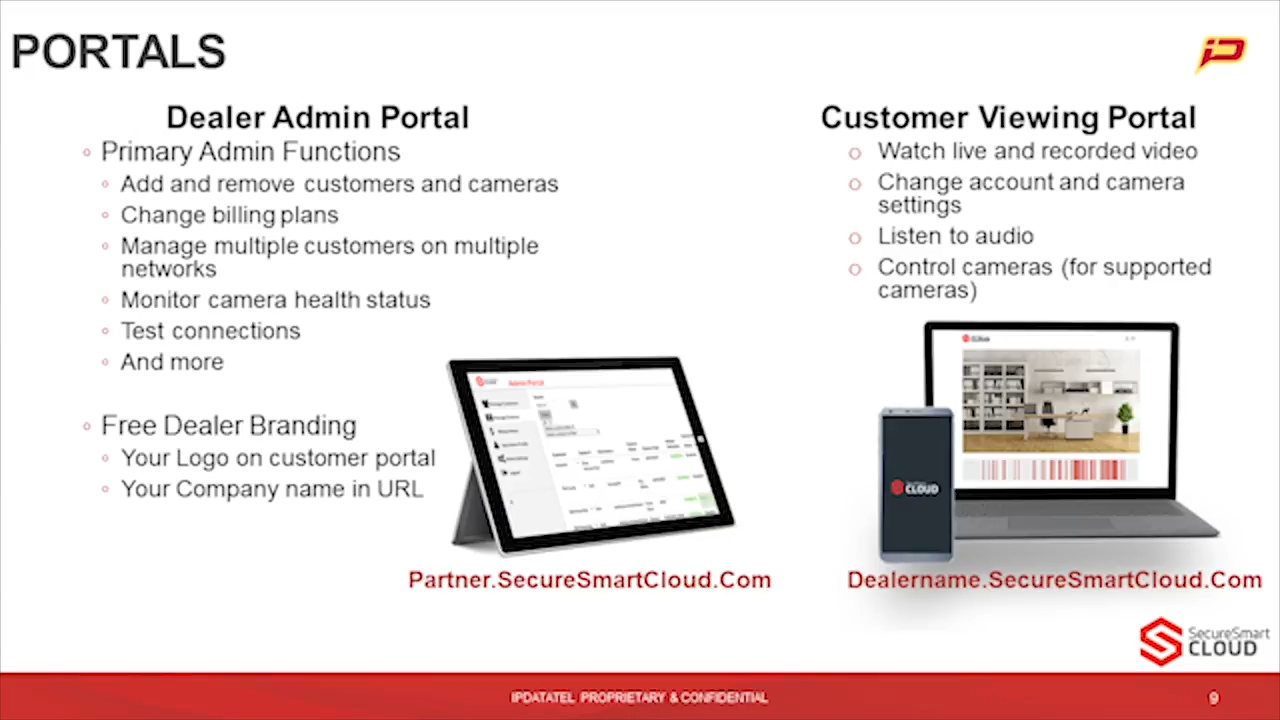 PORTALS
Dealer Admin Portal
Primary Admin Functions
Add and remove customers and cameras
Change billing plans
Manage multiple customers on multiple
networks
Monitor camera health status
Test connections
And more
Free Dealer Branding
Your Logo on customer portal
Your Company name in URL
Admin Portal
Partner.SecureSmartCloud.Com
Customer Viewing Portal
Watch live and recorded video
Change account and camera
settings
Listen to audio
Control cameras (for supported
cameras)
CLOUD
Dealername.SecureSmartCloud.Com
SecureSmart
CLOUD
IPDATATEL PROPRIETARY & CONFIDENTIAL
9